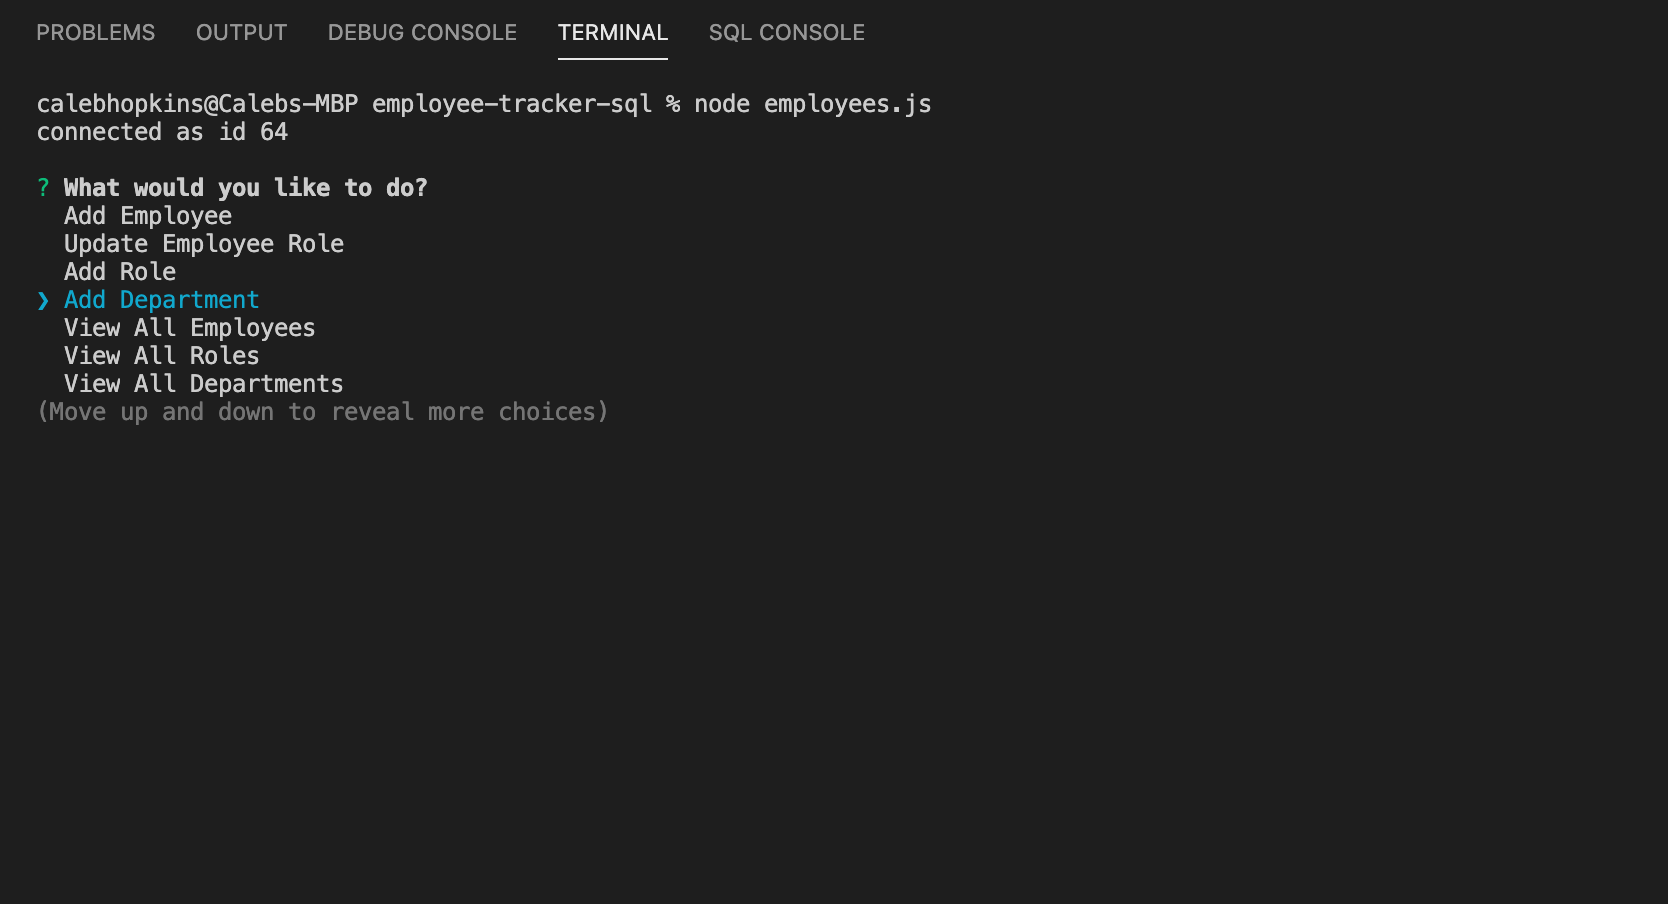 PROBLEMS OUTPUT DEBUG CONSOLE TERMINAL SQL CONSOLE
calebhopkins@Calebs-MBP employee-tracker-sql % node employees.js
connected as id 64
? What would you like to do?
Add Employee
Update Employee Role
Add Role
❯ Add Department
View All Employees
View All Roles
View All Departments
(Move up and down to reveal more choices)